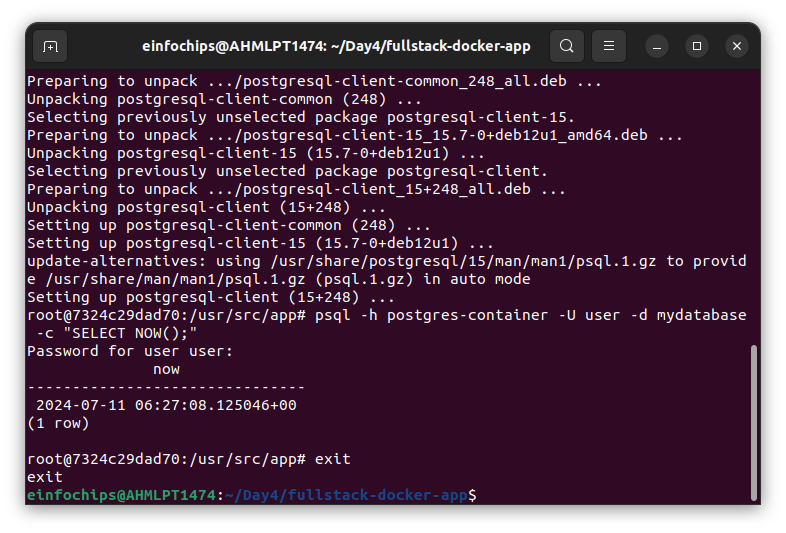 einfochips@AHMLPT1474: ~/Day4/fullstack-docker-app
Preparing to unpack .../postgresql-client-common_248_all.deb ...
Unpacking postgresql-client-common (248) ...
Selecting previously unselected package postgresql-client-15.
Preparing to unpack .../postgresql-client-15_15.7-0+deb12u1_amd64.deb ...
Unpacking postgresql-client-15 (15.7-0+deb12u1) ...
Selecting previously unselected package postgresql-client.
Preparing to unpack .../postgresql-client_15+248_all.deb ...
Unpacking postgresql-client (15+248) ...
Setting up postgresql-client-common (248) ...
Setting up postgresql-client-15 (15.7-0+deb12u1) ...
update-alternatives: using /usr/share/postgresql/15/man/man1/psql.1.gz to provid
e /usr/share/man/man1/psql.1.gz (psql.1.gz) in auto mode
Setting up postgresql-client (15+248) ...
root@7324c29dad70:/usr/src/app# psql -h postgres-container -U user -d mydatabase
 -c "SELECT NOW();"
Password for user user:
              now
-------------------------------
 2024-07-11 06:27:08.125046+00
(1 row)

root@7324c29dad70:/usr/src/app# exit
exit
einfochips@AHMLPT1474:~/Day4/fullstack-docker-app$